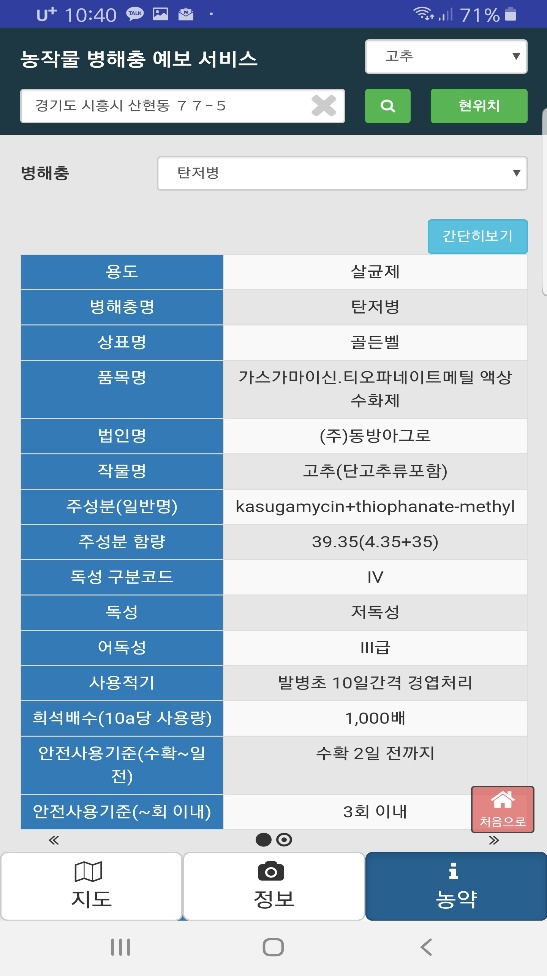 U+ 10:40 TALK 71%
농작물 병해충 예보 서비스
고추
경기도 시흥시 산현동 ７７－５
현위치
병해충
탄저병
간단히보기
용도 살균제
병해충명 탄저병
상표명 골든벨
품목명 가스가마이신.티오파네이트메틸 액상
수화제
법인명 (주)동방아그로
작물명 고추(단고추류포함)
주성분(일반명) kasugamycin+thiophanate-methyl
주성분 함량 39.35(4.35+35)
독성 구분코드 IV
독성 저독성
어독성 III급
사용적기 발병초 10일간격 경엽처리
희석배수(10a당 사용량) 1,000배
안전사용기준(수확~일 수확 2일 전까지
전)
안전사용기준(~회 이내) 3회 이내
처음으로
« »
지도 정보 농약